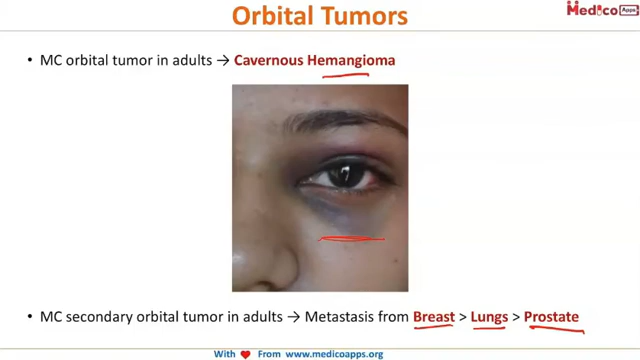 Orbital Tumors
Medico Apps
• MC orbital tumor in adults → Cavernous Hemangioma
• MC secondary orbital tumor in adults → Metastasis from Breast > Lungs > Prostate
With ♥ From www.medicoapps.org